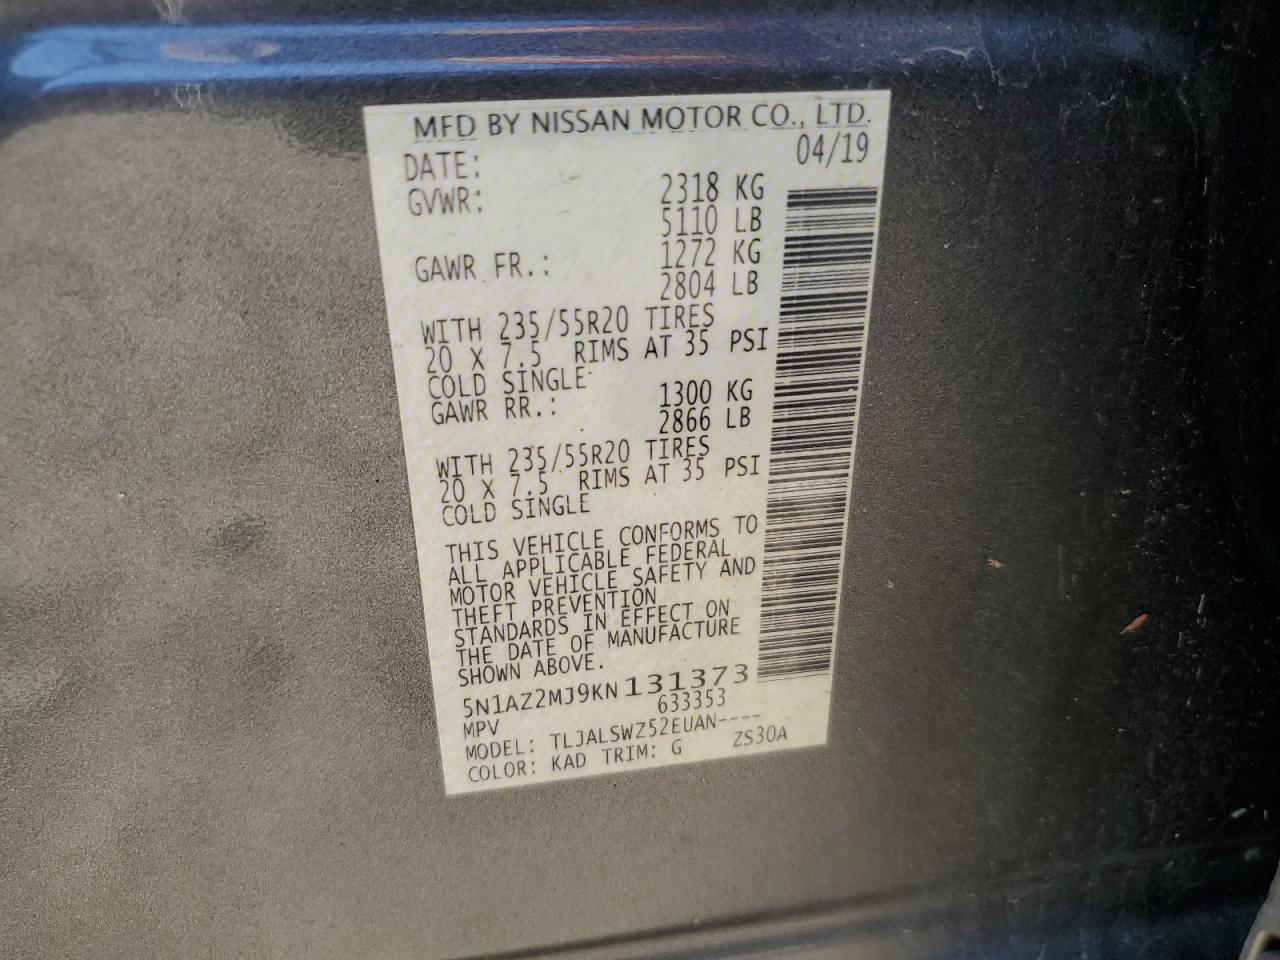 MFD BY NISSAN MOTOR CO., LTD.
DATE: 04/19
GVWR: 2318 KG
5110 LB
GAWR FR.: 1272 KG
2804 LB
WITH 235/55R20 TIRES
20 X 7.5 RIMS AT 35 PSI
COLD SINGLE
GAWR RR.: 1300 KG
2866 LB
WITH 235/55R20 TIRES
20 X 7.5 RIMS AT 35 PSI
COLD SINGLE
THIS VEHICLE CONFORMS TO
ALL APPLICABLE FEDERAL
MOTOR VEHICLE SAFETY AND
THEFT PREVENTION
STANDARDS IN EFFECT ON
THE DATE OF MANUFACTURE
SHOWN ABOVE.
5N1AZ2MJ9KN131373
MPV 633353
MODEL: TLJALSWZ52EUAN----
COLOR: KAD TRIM: G ZS30A